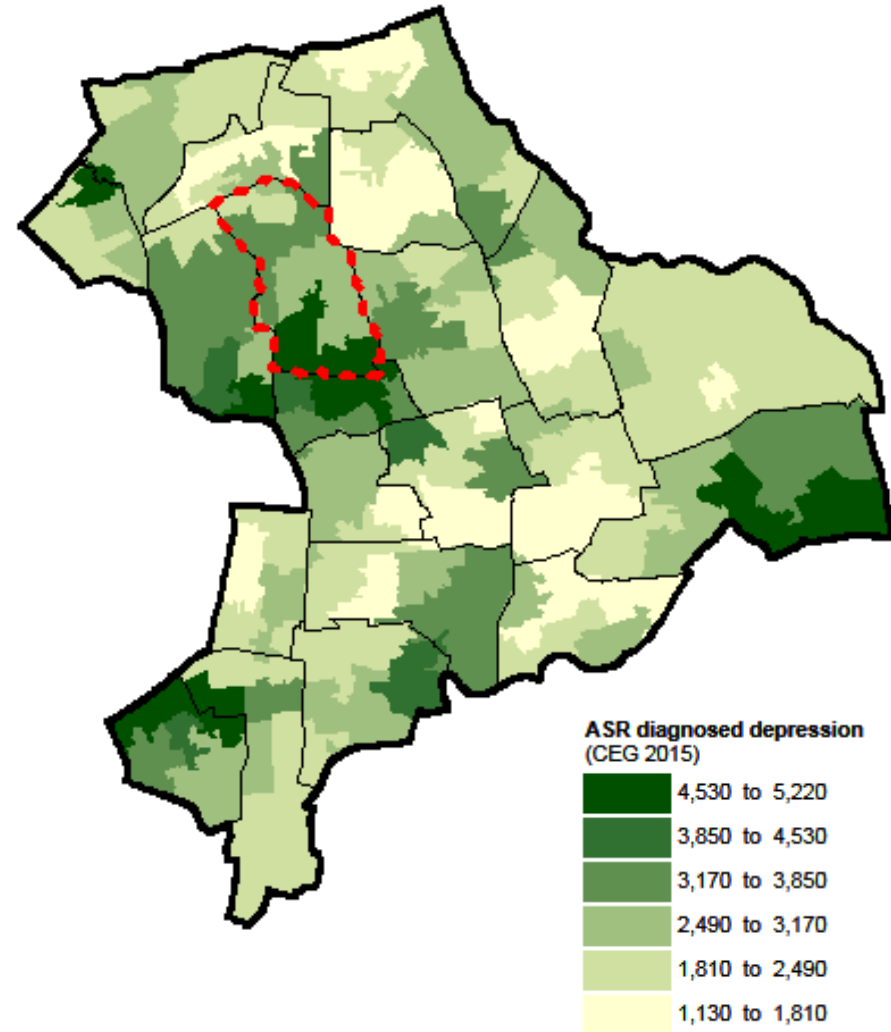 ASR diagnosed depression
(CEG 2015)
4,530 to 5,220
3,850 to 4,530
3,170 to 3,850
2,490 to 3,170
1,810 to 2,490
1,130 to 1,810